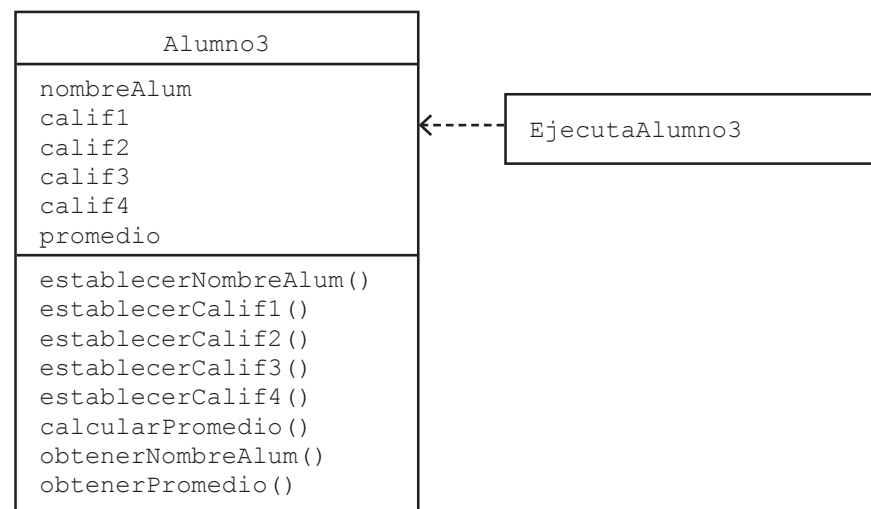 Alumno3
nombreAlum
calif1
calif2
calif3
calif4
promedio
establecerNombreAlum()
establecerCalif1()
establecerCalif2()
establecerCalif3()
establecerCalif4()
calcularPromedio()
obtenerNombreAlum()
obtenerPromedio()
EjecutaAlumno3